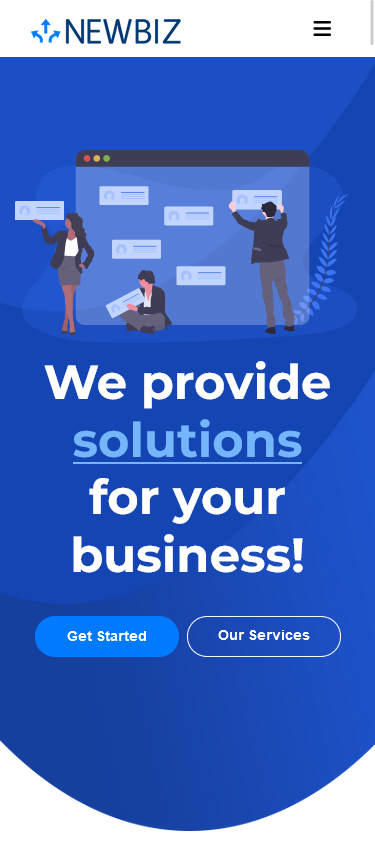 NEWBIZ
We provide
solutions
for your
business!
Get Started
Our Services